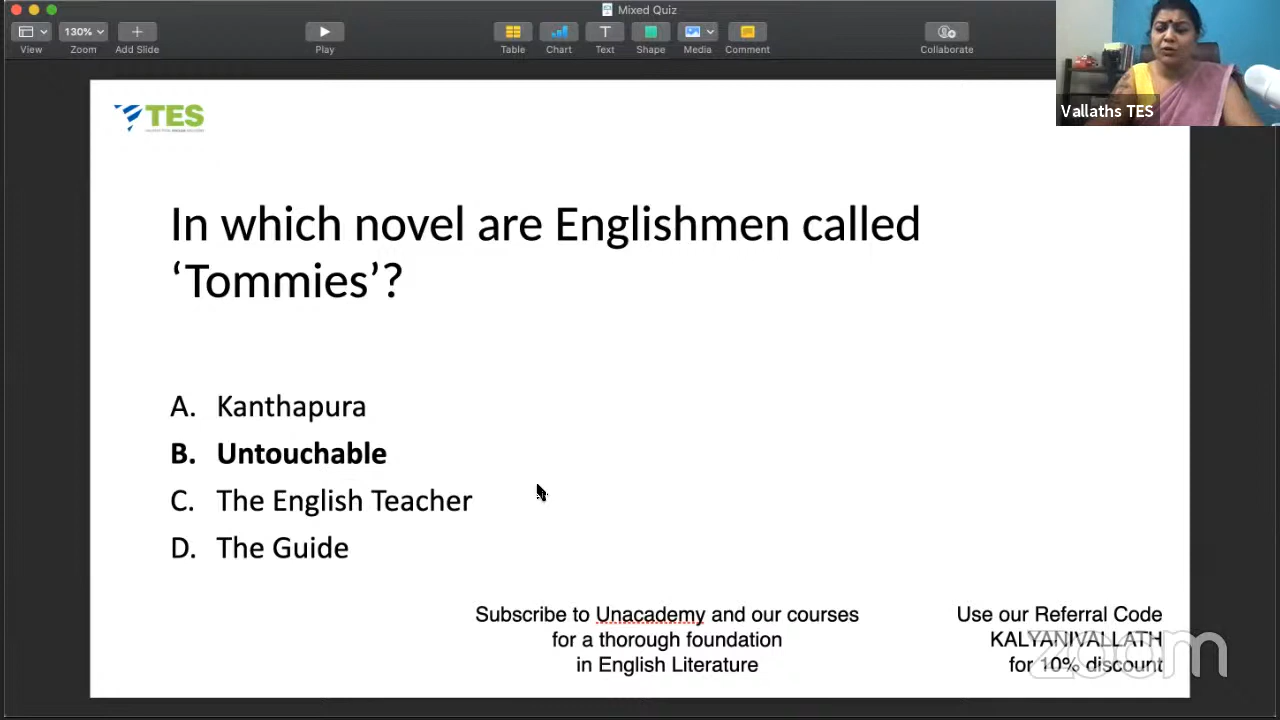 Mixed Quiz
130%
View
Zoom
Add Slide
Play
Table
Chart
Text
Shape
Media
Comment
Collaborate
Vallaths TES
TES
In which novel are Englishmen called
‘Tommies’?
A. Kanthapura
B. Untouchable
C. The English Teacher
D. The Guide
Subscribe to Unacademy and our courses
for a thorough foundation
in English Literature
Use our Referral Code
KALYANIVALLATH
for 10% discount
zoom